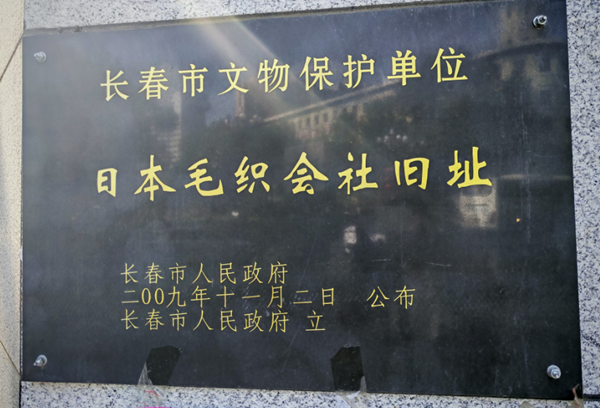 长春市文物保护单位
日本毛织会社旧址
长春市人民政府
二00九年十一月二日 公布
长春市人民政府 立